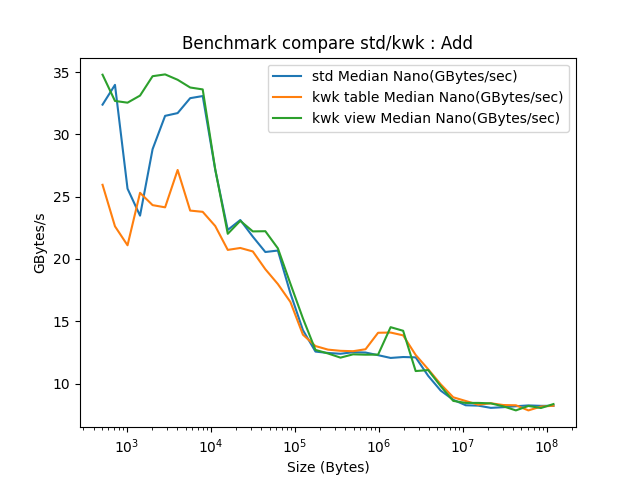 Benchmark compare std/kwk : Add
std Median Nano(GBytes/sec)
kwk table Median Nano(GBytes/sec)
kwk view Median Nano(GBytes/sec)
GBytes/s
35
30
25
20
15
10
10³ 10⁴ 10⁵ 10⁶ 10⁷ 10⁸
Size (Bytes)